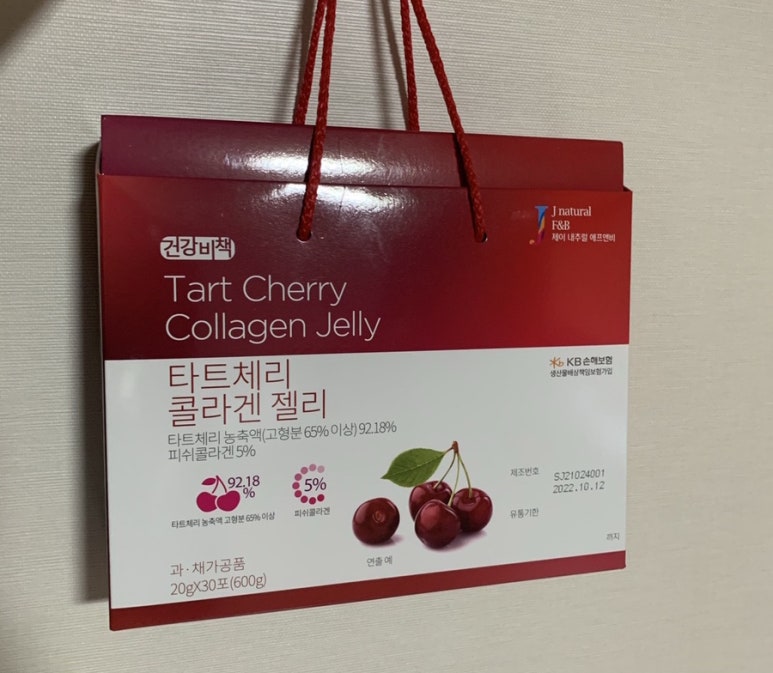 J natural
F&B
제이 내추럴 에프앤비
건강비책
Tart Cherry
Collagen Jelly
KB 손해보험
생산물배상책임보험가입
타트체리
콜라겐 젤리
타트체리 농축액(고형분 65% 이상) 92.18%
피쉬콜라겐 5%
92.18
%
타트체리 농축액 고형분 65% 이상
5%
피쉬콜라겐
제조번호
SJ21024001
2022.10.12
유통기한
까지
연출 예
과·채가공품
20gX30포(600g)